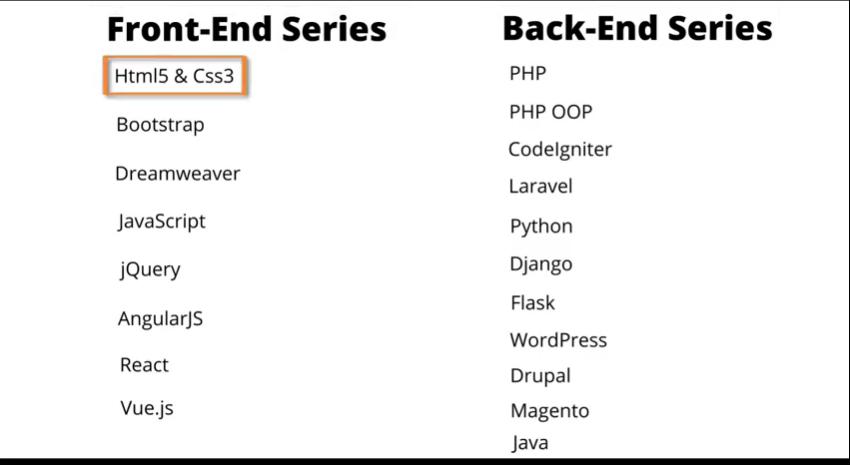 Front-End Series
Html5 & Css3
Bootstrap
Dreamweaver
JavaScript
jQuery
AngularJS
React
Vue.js
Back-End Series
PHP
PHP OOP
CodeIgniter
Laravel
Python
Django
Flask
WordPress
Drupal
Magento
Java